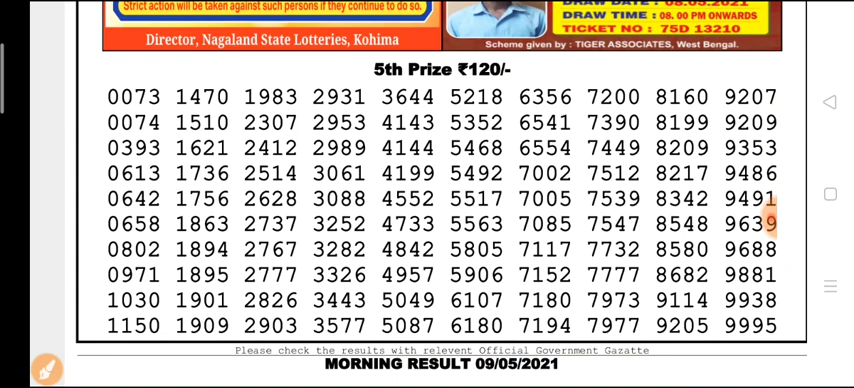 Strict action will be taken against such persons if they continue to do so.
Director, Nagaland State Lotteries, Kohima
DRAW DATE : 08.05.2021
DRAW TIME : 08. 00 PM ONWARDS
TICKET NO : 75D 13210
Scheme given by : TIGER ASSOCIATES, West Bengal.
5th Prize ₹120/-
0073 1470 1983 2931 3644 5218 6356 7200 8160 9207
0074 1510 2307 2953 4143 5352 6541 7390 8199 9209
0393 1621 2412 2989 4144 5468 6554 7449 8209 9353
0613 1736 2514 3061 4199 5492 7002 7512 8217 9486
0642 1756 2628 3088 4552 5517 7005 7539 8342 9491
0658 1863 2737 3252 4733 5563 7085 7547 8548 9639
0802 1894 2767 3282 4842 5805 7117 7732 8580 9688
0971 1895 2777 3326 4957 5906 7152 7777 8682 9881
1030 1901 2826 3443 5049 6107 7180 7973 9114 9938
1150 1909 2903 3577 5087 6180 7194 7977 9205 9995
Please check the results with relevent Official Government Gazatte
MORNING RESULT 09/05/2021